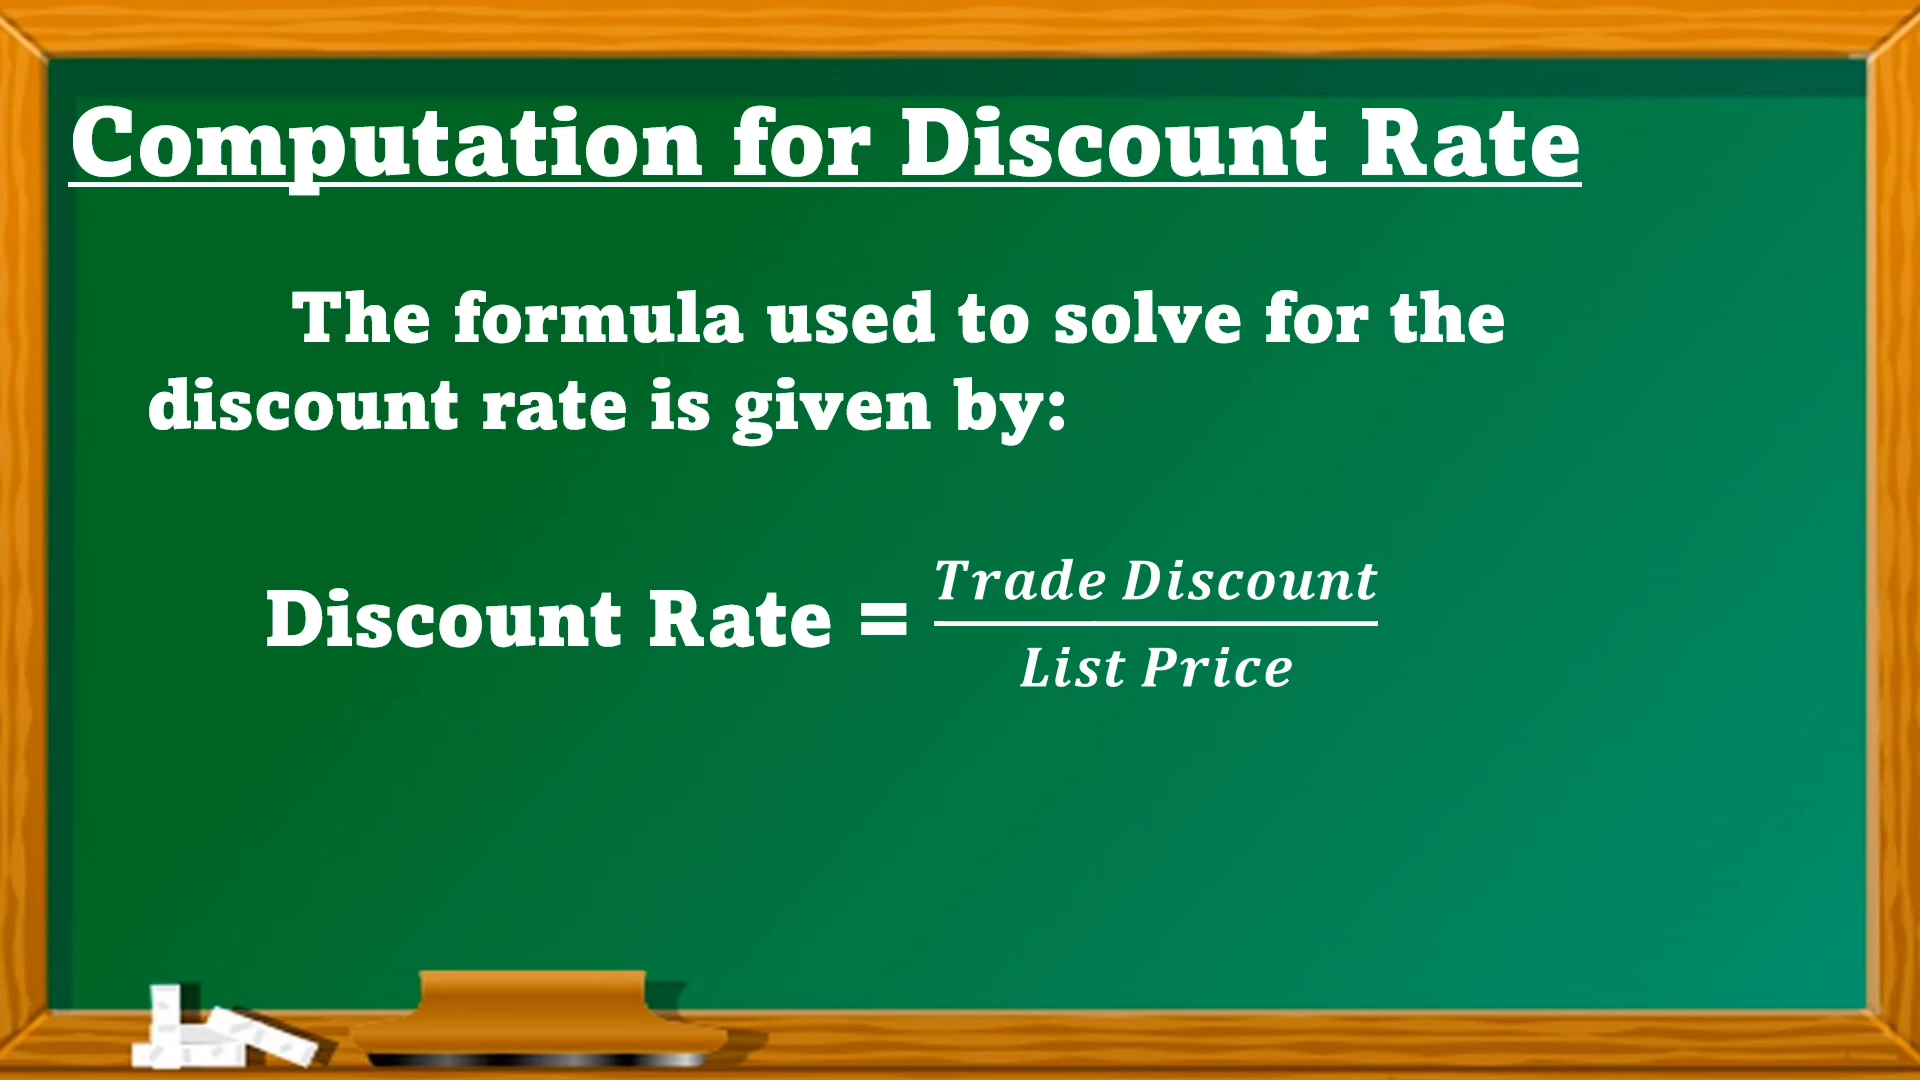 Computation for Discount Rate
The formula used to solve for the
discount rate is given by:
Discount Rate = Trade Discount
List Price